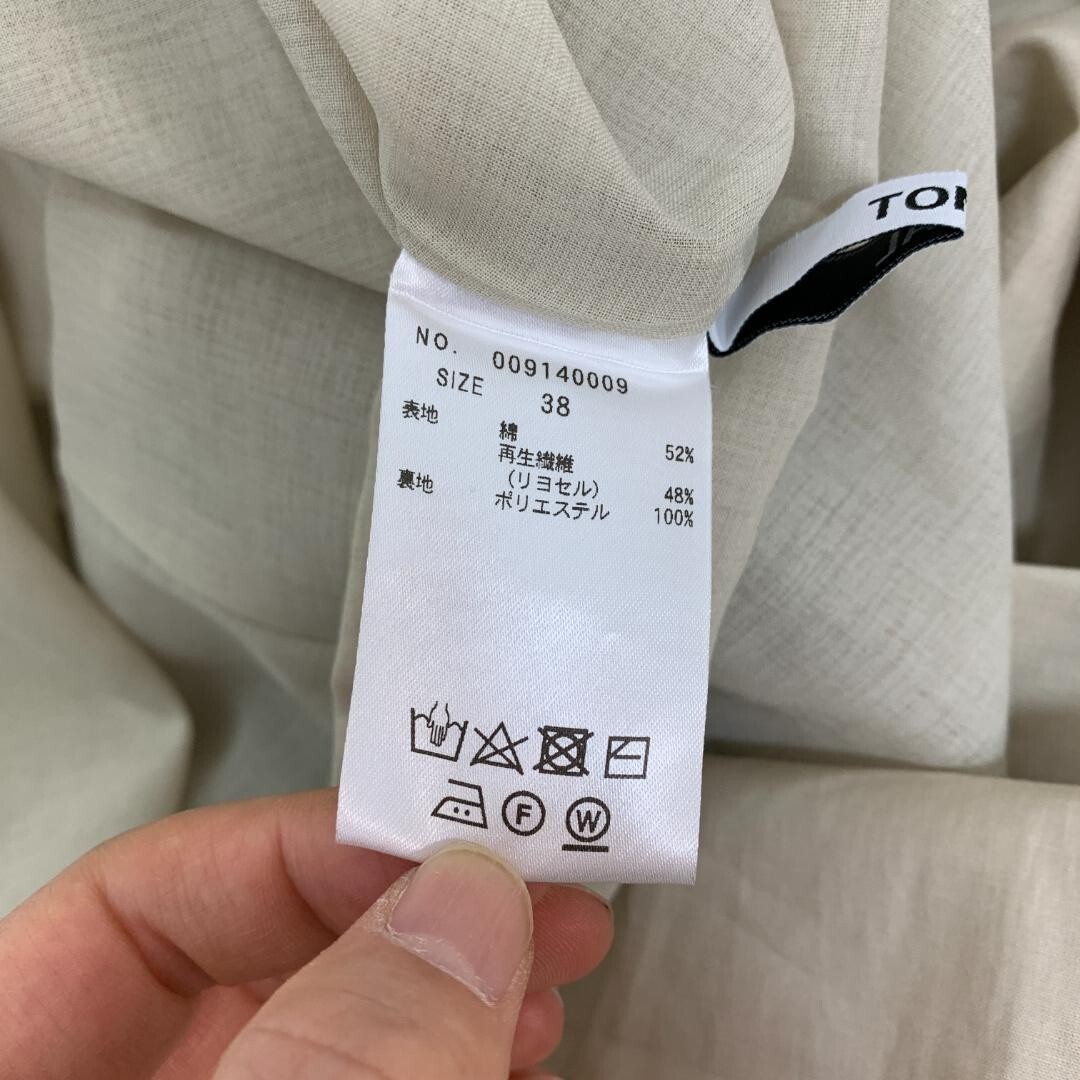 TOM
NO. 009140009
SIZE 38
表地 綿 52%
再生繊維
(リヨセル) 48%
裏地 ポリエステル 100%
F W